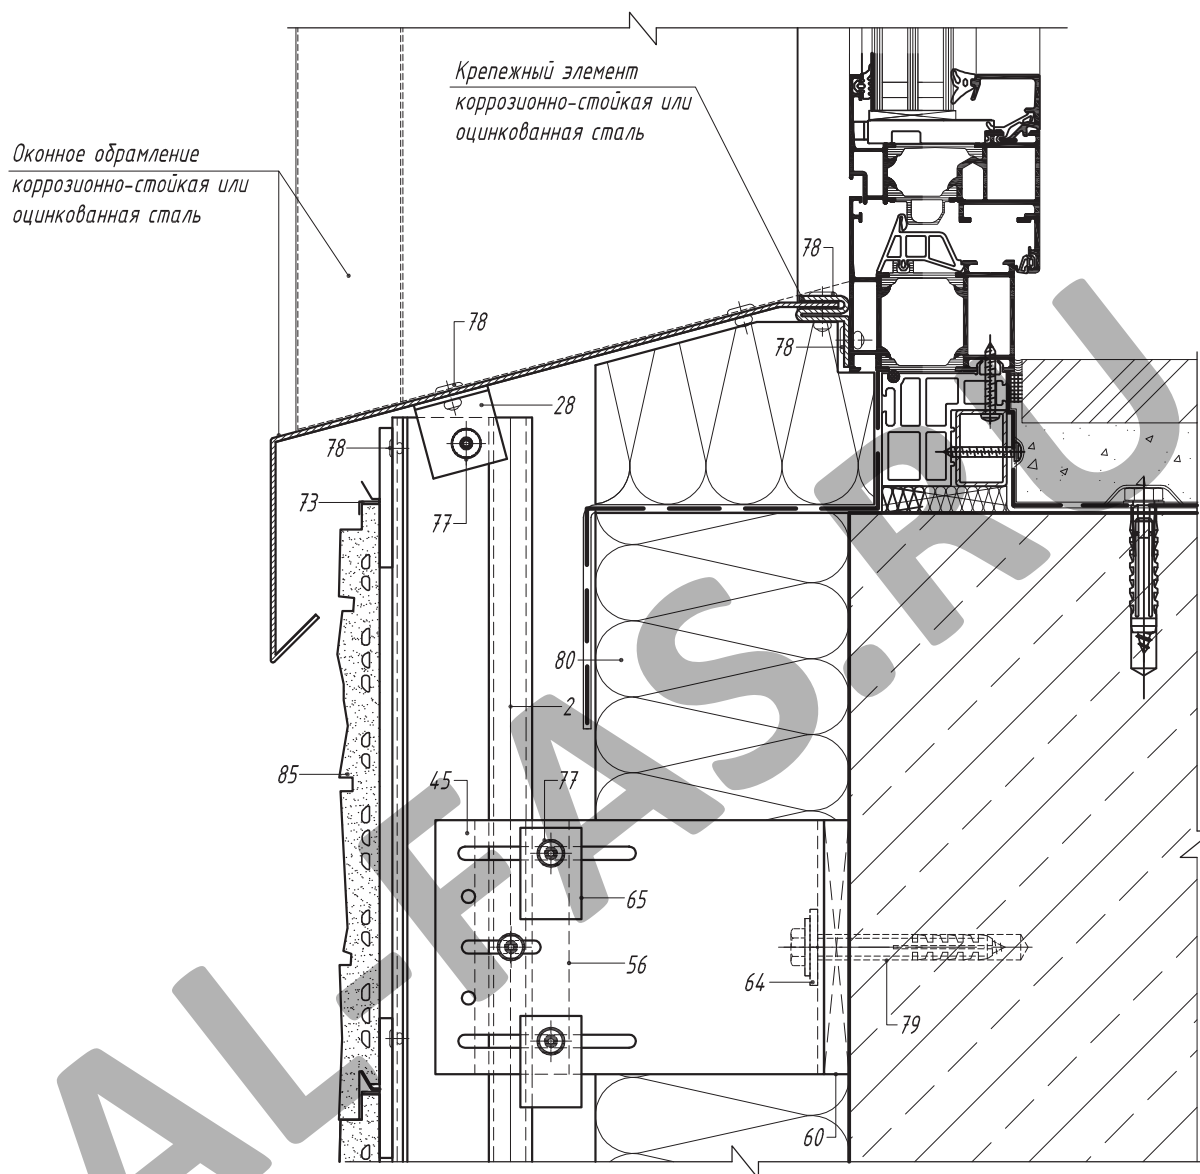 Крепежный элемент
коррозионно-стойкая или
оцинкованная сталь
Оконное обрамление
коррозионно-стойкая или
оцинкованная сталь
78
78
78
28
78
73
77
80
2
85
45
77
65
56
64
79
60
AL-FAS.RU